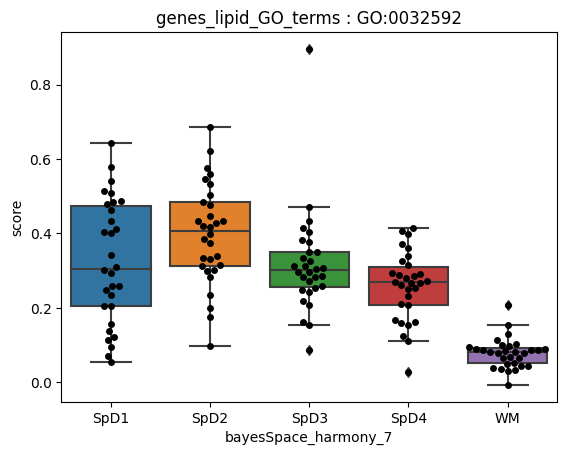 genes_lipid_GO_terms : GO:0032592
score
0.8
0.6
0.4
0.2
0.0
SpD1 SpD2 SpD3 SpD4 WM
bayesSpace_harmony_7